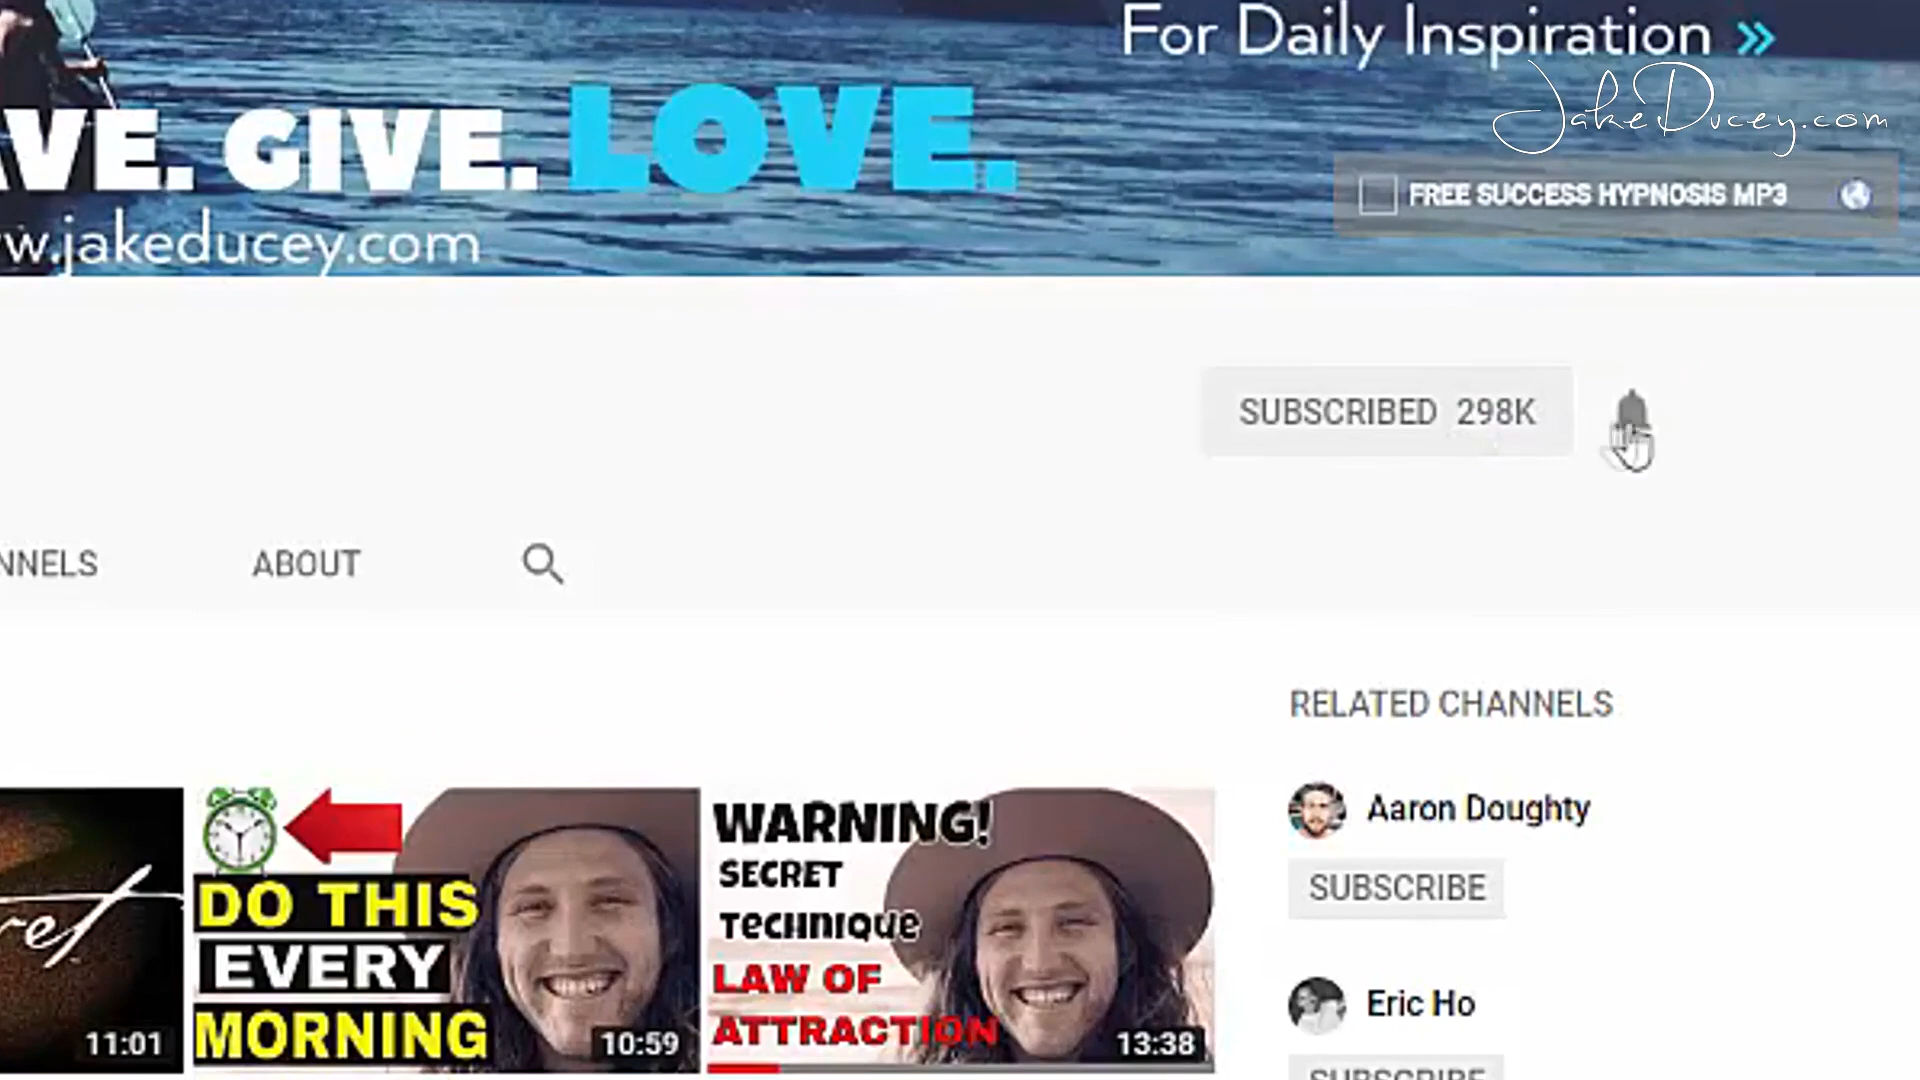 For Daily Inspiration »
JakeDucey.com
VE. GIVE. LOVE.
FREE SUCCESS HYPNOSIS MP3
w.jakeducey.com
SUBSCRIBED 298K
NNELS
ABOUT
RELATED CHANNELS
Aaron Doughty
SUBSCRIBE
ret
11:01
DO THIS
EVERY
MORNING
10:59
WARNING!
SECRET
TECHNIQUE
LAW OF
ATTRACTION
13:38
Eric Ho
SUBSCRIBE